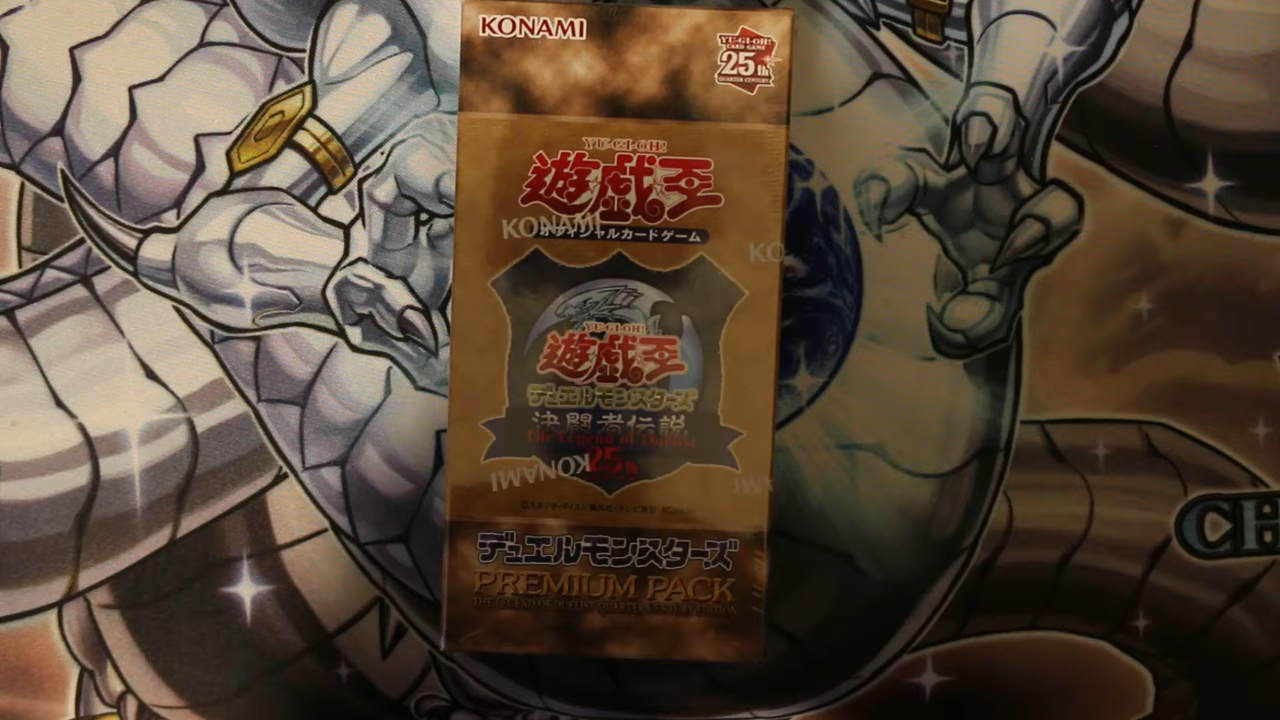 KONAMI
YU-GI-OH!
CARD GAME
25th
QUARTER CENTURY
YU-GI-OH!
遊戯王
KONAMI
オフィシャルカードゲーム
KO
YU-GI-OH!
遊戯王
デュエルモンスターズ
決闘者伝説
The Legend of Duelist
25th
KONAMI
デュエルモンスターズ
PREMIUM PACK
THE LEGEND OF DUELIST QUARTER CENTURY EDITION
CH